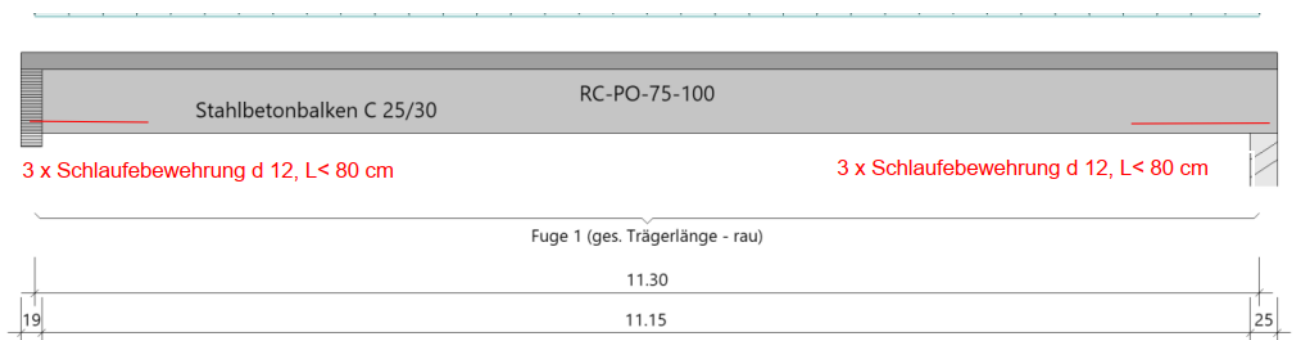 RC-PO-75-100
Stahlbetonbalken C 25/30
3 x Schlaufebewehrung d 12, L< 80 cm
3 x Schlaufebewehrung d 12, L< 80 cm
Fuge 1 (ges. Trägerlänge - rau)
11.30
19
11.15
25